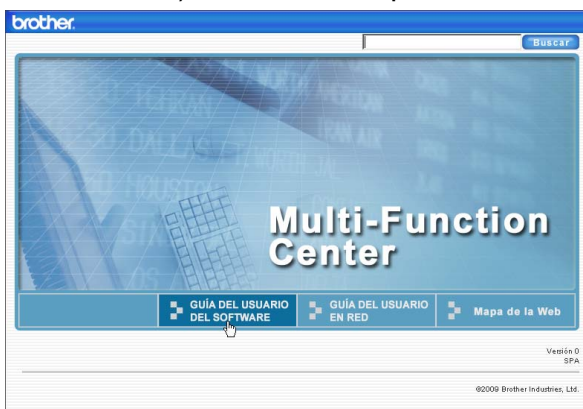 brother.
Buscar
Multi-Function
Center
GUÍA DEL USUARIO
DEL SOFTWARE
GUÍA DEL USUARIO
EN RED
Mapa de la Web
Versión 0
SPA
©2009 Brother Industries, Ltd.